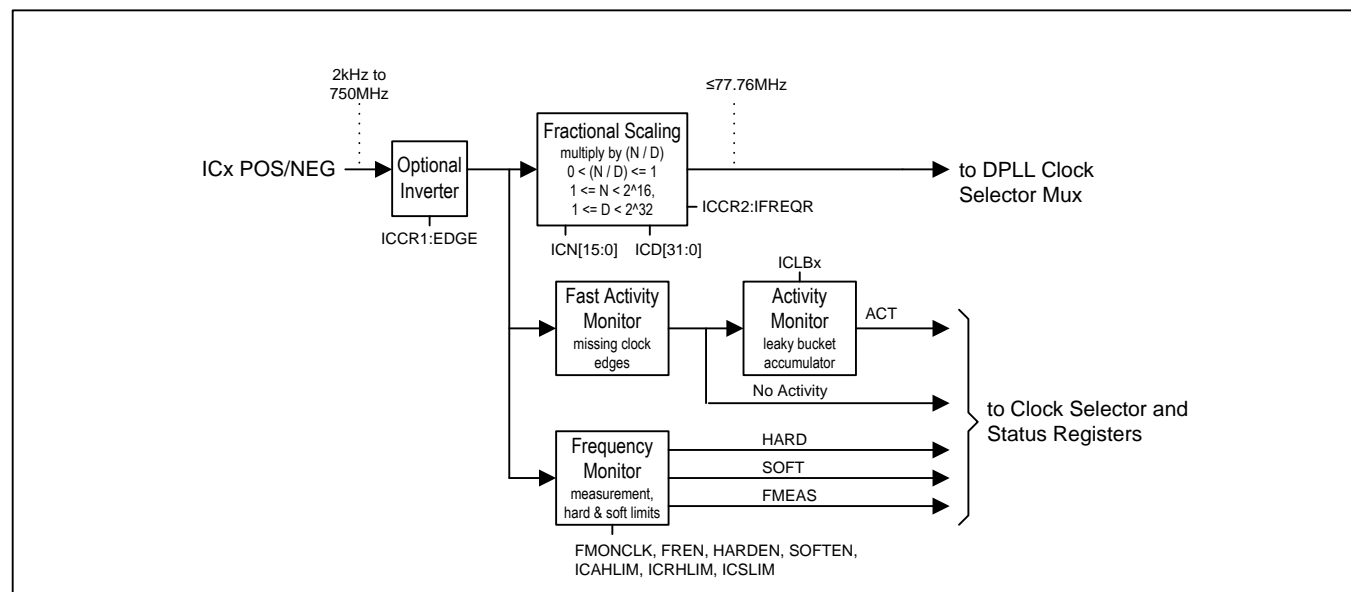 2kHz to
750MHz
≤77.76MHz
ICx POS/NEG
Optional
Inverter
ICCR1:EDGE
Fractional Scaling
multiply by (N / D)
0 < (N / D) <= 1
1 <= N < 2^16,
1 <= D < 2^32
ICCR2:IFREQR
ICN[15:0]
ICD[31:0]
to DPLL Clock
Selector Mux
Fast Activity
Monitor
missing clock
edges
ICLBx
Activity
Monitor
leaky bucket
accumulator
ACT
No Activity
Frequency
Monitor
measurement,
hard & soft limits
HARD
SOFT
FMEAS
to Clock Selector and
Status Registers
FMONCLK, FREN, HARDEN, SOFTEN,
ICAHLIM, ICRHLIM, ICSLIM